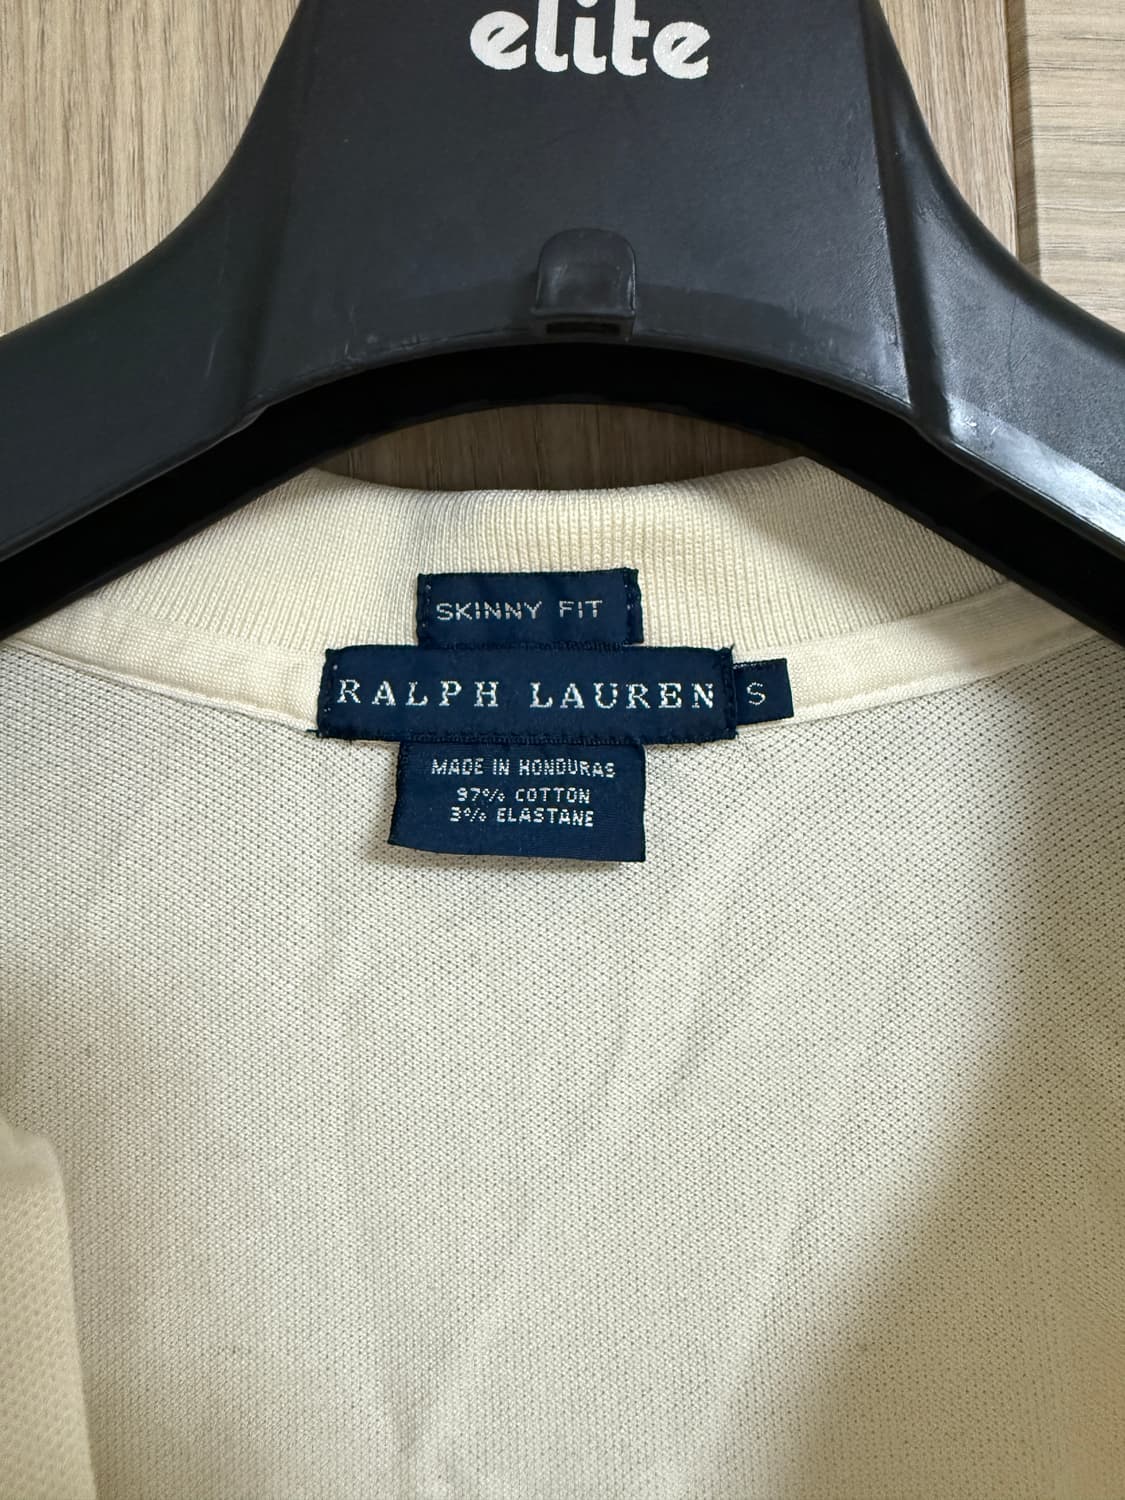 elite
SKINNY FIT
RALPH LAUREN S
MADE IN HONDURAS
97% COTTON
3% ELASTANE